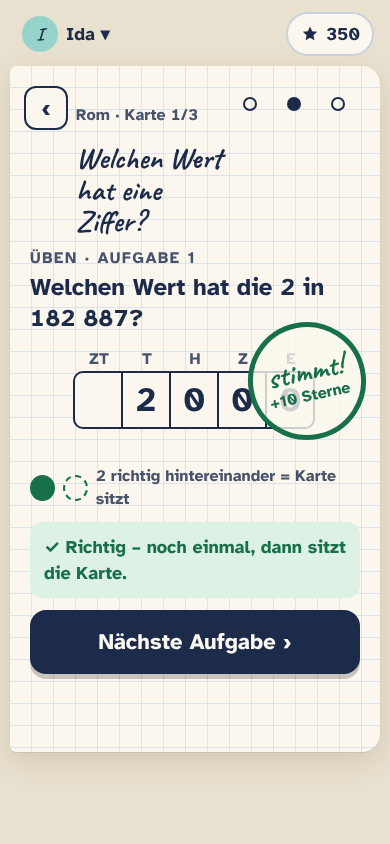 I Ida ▾ ★ 350
‹ Rom · Karte 1/3
Welchen Wert
hat eine
Ziffer?
ÜBEN · AUFGABE 1
Welchen Wert hat die 2 in
182 887?
ZT T H Z E
2 0 0 0
stimmt!
+10 Sterne
2 richtig hintereinander = Karte
sitzt
✓ Richtig – noch einmal, dann sitzt
die Karte.
Nächste Aufgabe ›